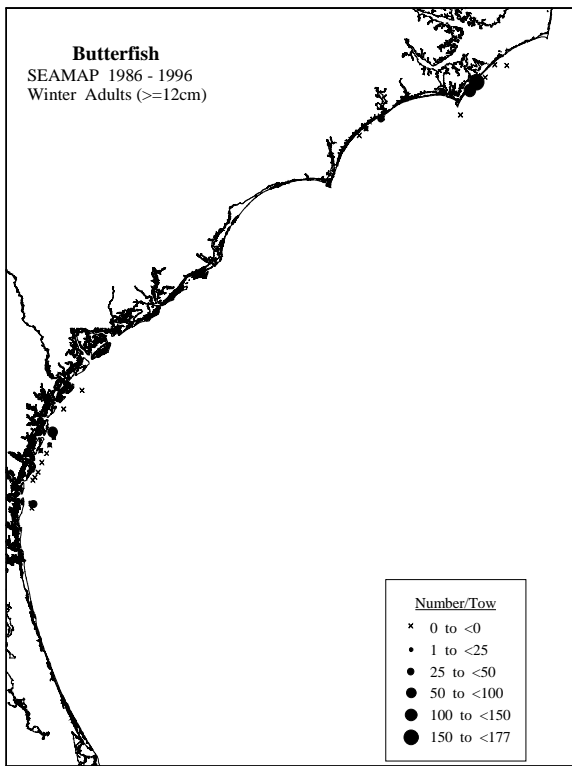 Butterfish
SEAMAP 1986 - 1996
Winter Adults (>=12cm)
Number/Tow
× 0 to <0
1 to <25
25 to <50
50 to <100
100 to <150
150 to <177